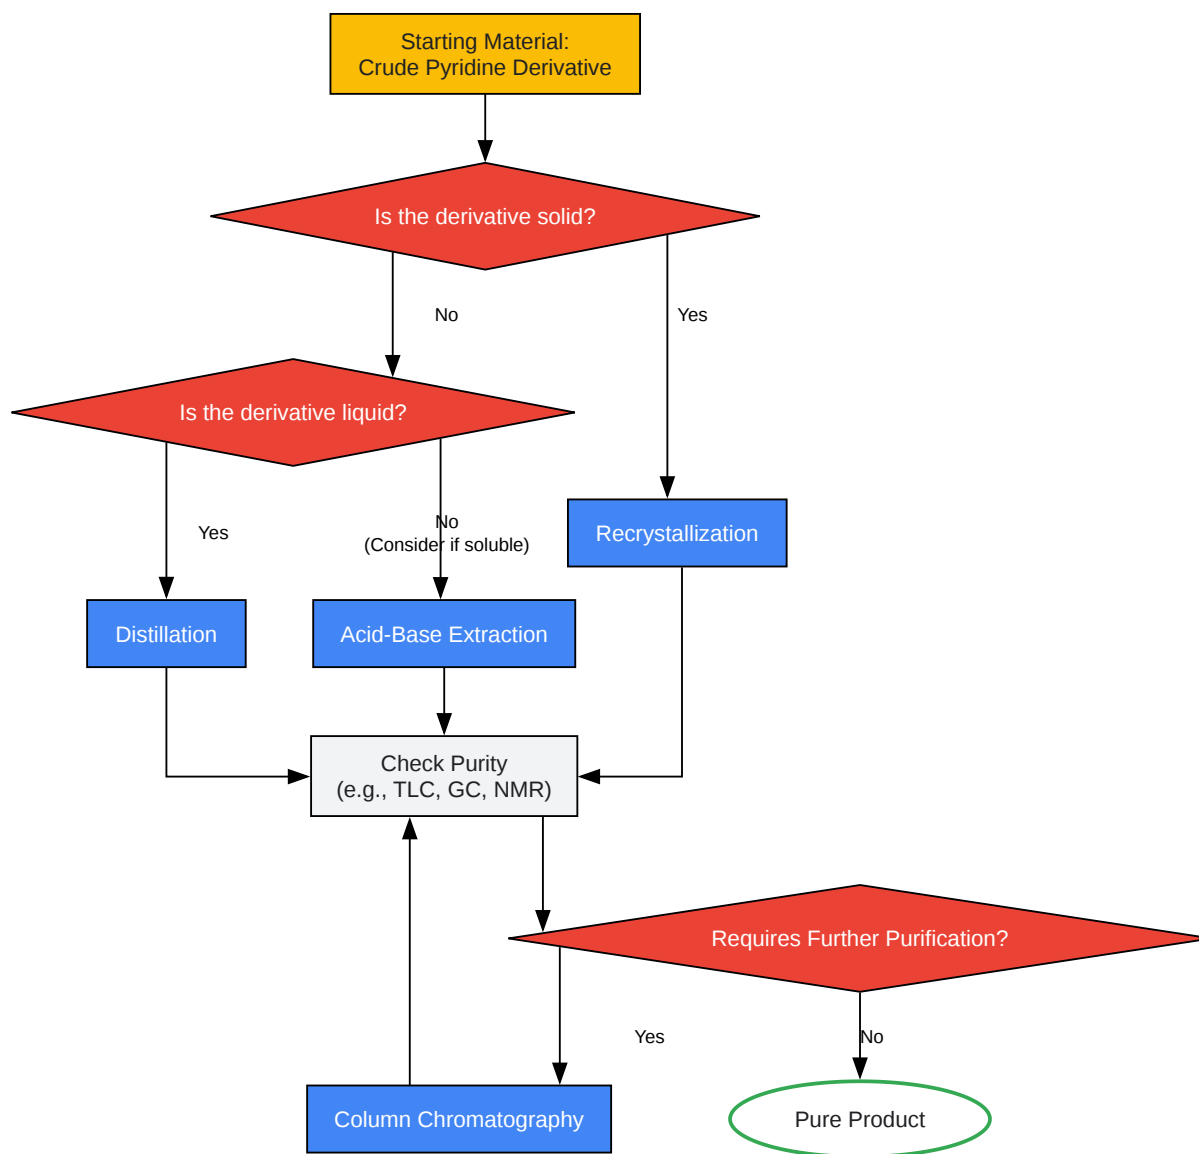 Starting Material:
Crude Pyridine Derivative
Is the derivative solid?
No
Yes
Is the derivative liquid?
Yes
No
(Consider if soluble)
Recrystallization
Distillation
Acid-Base Extraction
Check Purity
(e.g., TLC, GC, NMR)
Requires Further Purification?
Yes
No
Column Chromatography
Pure Product